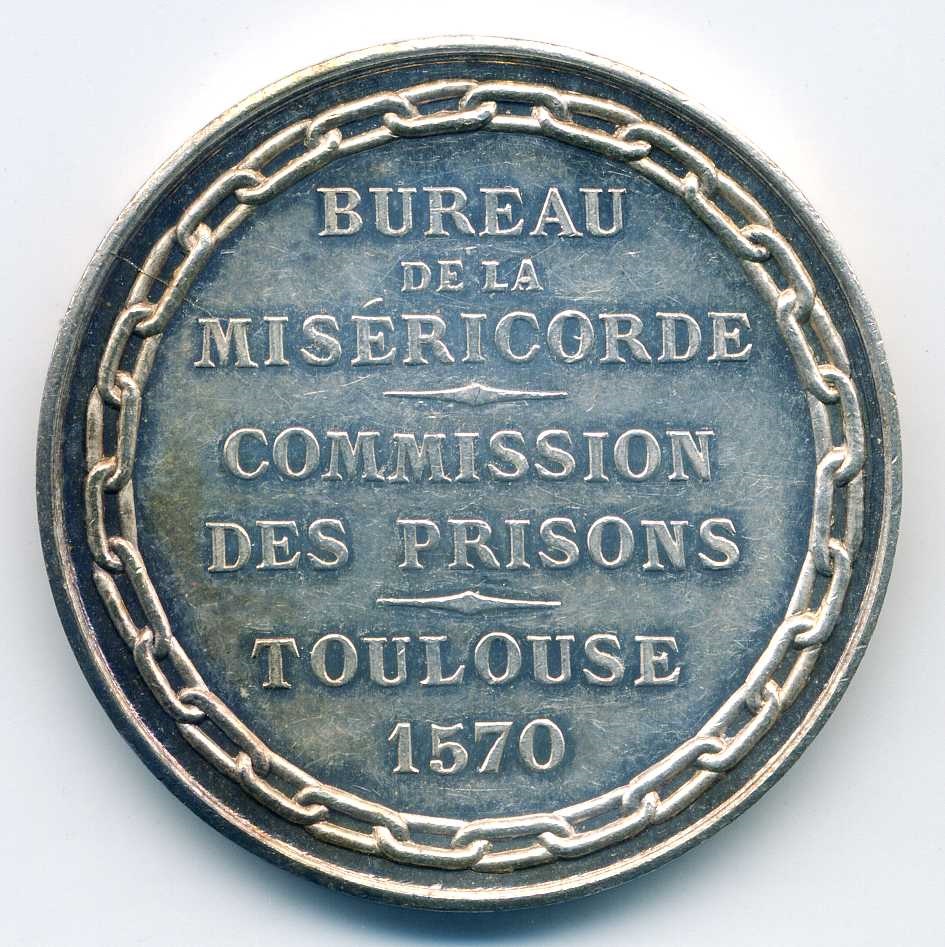 BUREAU
DE LA
MISÉRICORDE
COMMISSION
DES PRISONS
TOULOUSE
1570